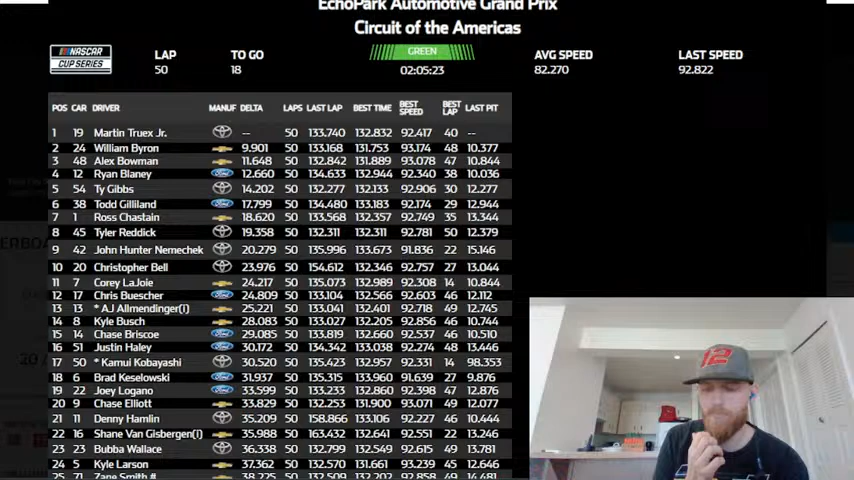 EchoPark Automotive Grand Prix
Circuit of the Americas
NASCAR CUP SERIES LAP TO GO GREEN AVG SPEED LAST SPEED
50 18 02:05:23 82.270 92.822
POS CAR DRIVER MANUF DELTA LAPS LAST LAP BEST TIME BEST SPEED BEST LAP LAST PIT
1 19 Martin Truex Jr. -- 50 133.740 132.832 92.417 40 --
2 24 William Byron 9.901 50 133.168 131.753 93.174 48 10.377
3 48 Alex Bowman 11.648 50 132.842 131.889 93.078 47 10.844
4 12 Ryan Blaney 12.660 50 134.633 132.944 92.340 38 10.036
5 54 Ty Gibbs 14.202 50 132.277 132.133 92.906 30 12.277
6 38 Todd Gilliland 17.799 50 134.480 133.183 92.174 29 12.944
7 1 Ross Chastain 18.620 50 133.568 132.357 92.749 35 13.344
8 45 Tyler Reddick 19.358 50 132.311 132.311 92.781 50 12.379
9 42 John Hunter Nemechek 20.279 50 135.996 133.673 91.836 22 15.146
10 20 Christopher Bell 23.976 50 154.612 132.346 92.757 27 13.044
11 7 Corey LaJoie 24.217 50 135.073 132.989 92.308 14 10.844
12 17 Chris Buescher 24.809 50 133.104 132.566 92.603 46 12.112
13 13 * AJ Allmendinger(i) 25.221 50 133.041 132.401 92.718 49 12.745
14 8 Kyle Busch 28.083 50 133.027 132.205 92.856 46 10.744
15 14 Chase Briscoe 29.085 50 133.819 132.660 92.537 46 10.510
16 51 Justin Haley 30.172 50 134.342 133.038 92.274 48 13.446
17 50 * Kamui Kobayashi 30.520 50 135.423 132.957 92.331 14 98.353
18 6 Brad Keselowski 31.937 50 135.315 133.960 91.639 27 9.876
19 22 Joey Logano 33.599 50 133.233 132.860 92.398 47 12.876
20 9 Chase Elliott 33.829 50 132.253 131.900 93.071 49 12.077
21 11 Denny Hamlin 35.209 50 158.866 133.106 92.227 46 10.444
22 16 Shane Van Gisbergen(i) 35.988 50 163.432 132.641 92.551 22 13.246
23 23 Bubba Wallace 36.338 50 132.799 132.549 92.615 49 13.781
24 5 Kyle Larson 37.362 50 132.570 131.661 93.239 45 12.646
25 71 Zane Smith # 38.225 50 132.509 132.202 92.858 49 14.481
12